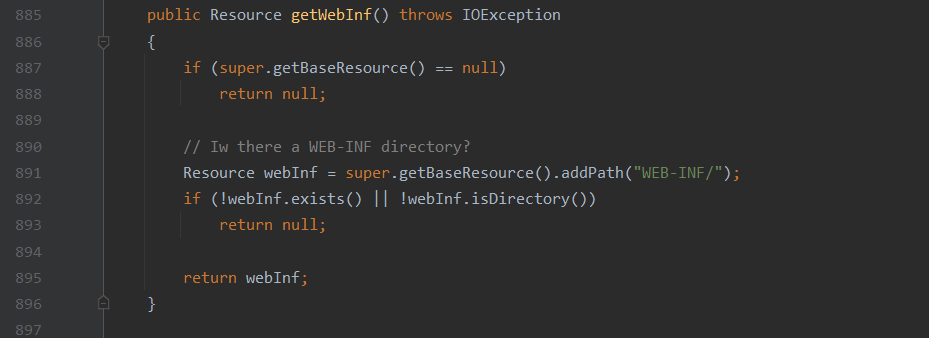 885 public Resource getWebInf() throws IOException
886 {
887 if (super.getBaseResource() == null)
888 return null;
889
890 // Iw there a WEB-INF directory?
891 Resource webInf = super.getBaseResource().addPath("WEB-INF/");
892 if (!webInf.exists() || !webInf.isDirectory())
893 return null;
894
895 return webInf;
896 }
897